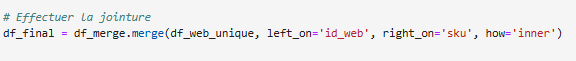 # Effectuer la jointure
df_final = df_merge.merge(df_web_unique, left_on='id_web', right_on='sku', how='inner')